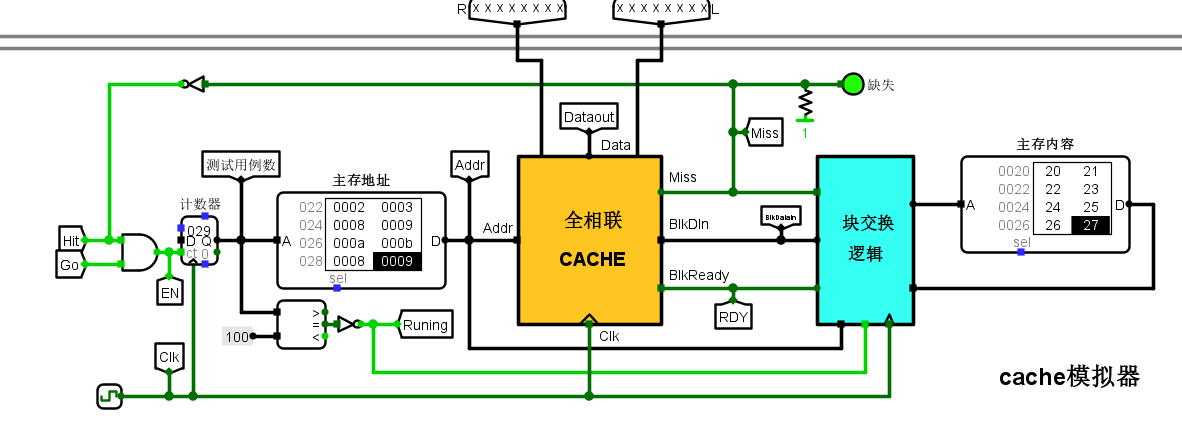 R X X X X X X X X
X X X X X X X X L
缺失
Dataout
Miss
测试用例数
Addr
Data
主存内容
主存地址
Miss
0020 20 21
0022 22 23
0024 24 25
0026 26 27
A
D
sel
计数器
029
D Q
ct 0
022 0002 0003
024 0008 0009
026 000a 000b
028 0008 0009
A
D
sel
Addr
全相联
CACHE
BlkDIn
BlkDataIn
块交换
逻辑
Hit
Go
EN
BlkReady
RDY
>
=
<
100
Runing
Clk
Clk
1
cache模拟器